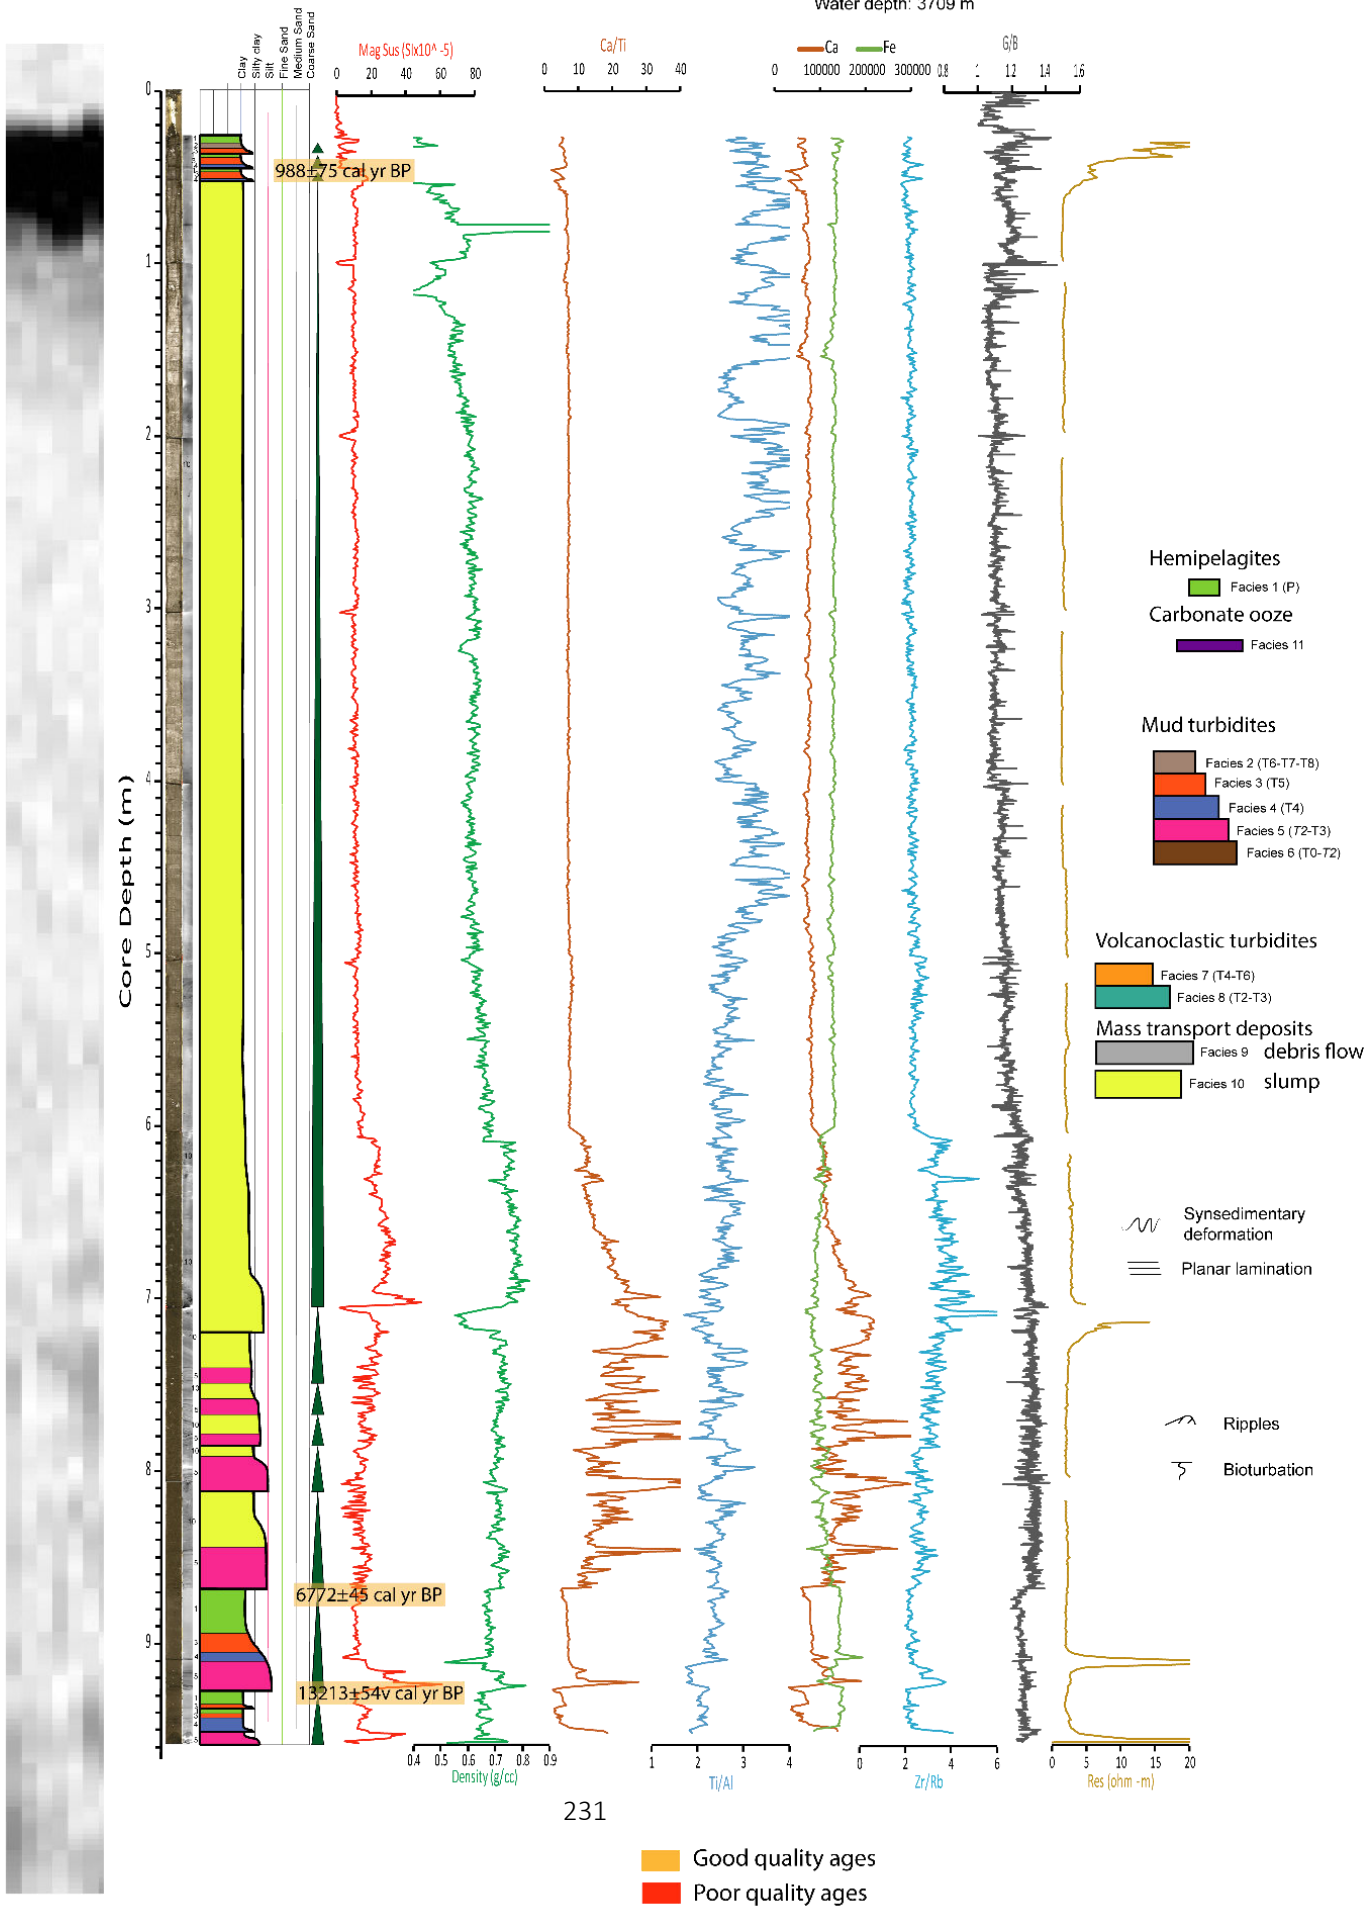 Water depth: 3709 m
Clay
Silty clay
Silt
Fine Sand
Medium Sand
Coarse Sand
Mag Sus (SIx10^ -5)
0 20 40 60 80
Ca/Ti
0 10 20 30 40
Ca Fe
0 100000 200000 300000
G/B
0.8 1 1.2 1.4 1.6
Core Depth (m)
0
1
2
3
4
5
6
7
8
9
988±75 cal yr BP
6772±45 cal yr BP
13213±54v cal yr BP
Hemipelagites
Facies 1 (P)
Carbonate ooze
Facies 11
Mud turbidites
Facies 2 (T6-T7-T8)
Facies 3 (T5)
Facies 4 (T4)
Facies 5 (T2-T3)
Facies 6 (T0-T2)
Volcanoclastic turbidites
Facies 7 (T4-T6)
Facies 8 (T2-T3)
Mass transport deposits
Facies 9 debris flow
Facies 10 slump
Synsedimentary
deformation
Planar lamination
Ripples
Bioturbation
0.4 0.5 0.6 0.7 0.8 0.9
Density (g/cc)
1 2 3 4
Ti/Al
0 2 4 6
Zr/Rb
0 5 10 15 20
Res (ohm -m)
231
Good quality ages
Poor quality ages